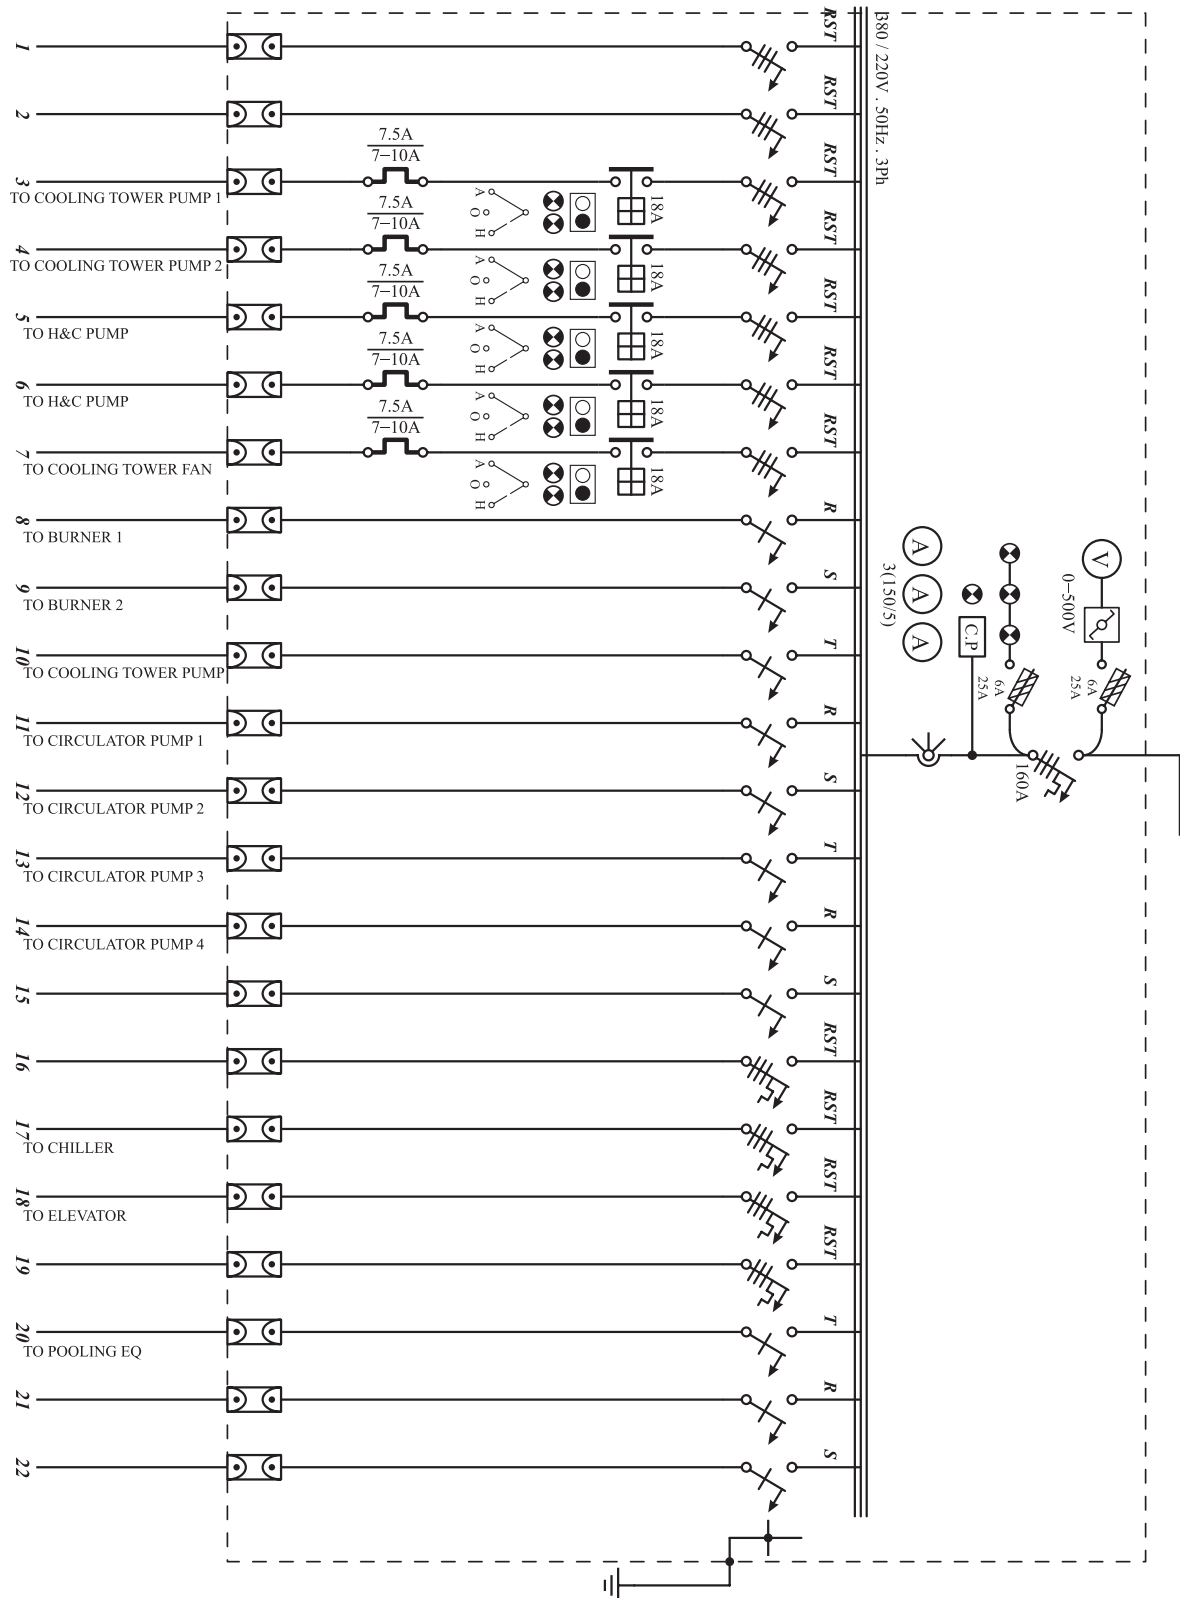 380 / 220V . 50Hz . 3Ph
RST
1
RST
2
7.5A
7–10A
RST
3
TO COOLING TOWER PUMP 1
A
O
H
18A
7.5A
7–10A
RST
4
TO COOLING TOWER PUMP 2
A
O
H
18A
7.5A
7–10A
RST
5
TO H&C PUMP
A
O
H
18A
7.5A
7–10A
RST
6
TO H&C PUMP
A
O
H
18A
7.5A
7–10A
RST
7
TO COOLING TOWER FAN
A
O
H
18A
R
8
TO BURNER 1
S
9
TO BURNER 2
T
10
TO COOLING TOWER PUMP
R
11
TO CIRCULATOR PUMP 1
S
12
TO CIRCULATOR PUMP 2
T
13
TO CIRCULATOR PUMP 3
R
14
TO CIRCULATOR PUMP 4
S
15
RST
16
RST
17
TO CHILLER
RST
18
TO ELEVATOR
RST
19
T
20
TO POOLING EQ
R
21
S
22
A
A
A
3(150/5)
C.P
V
0–500V
6A
25A
6A
25A
160A